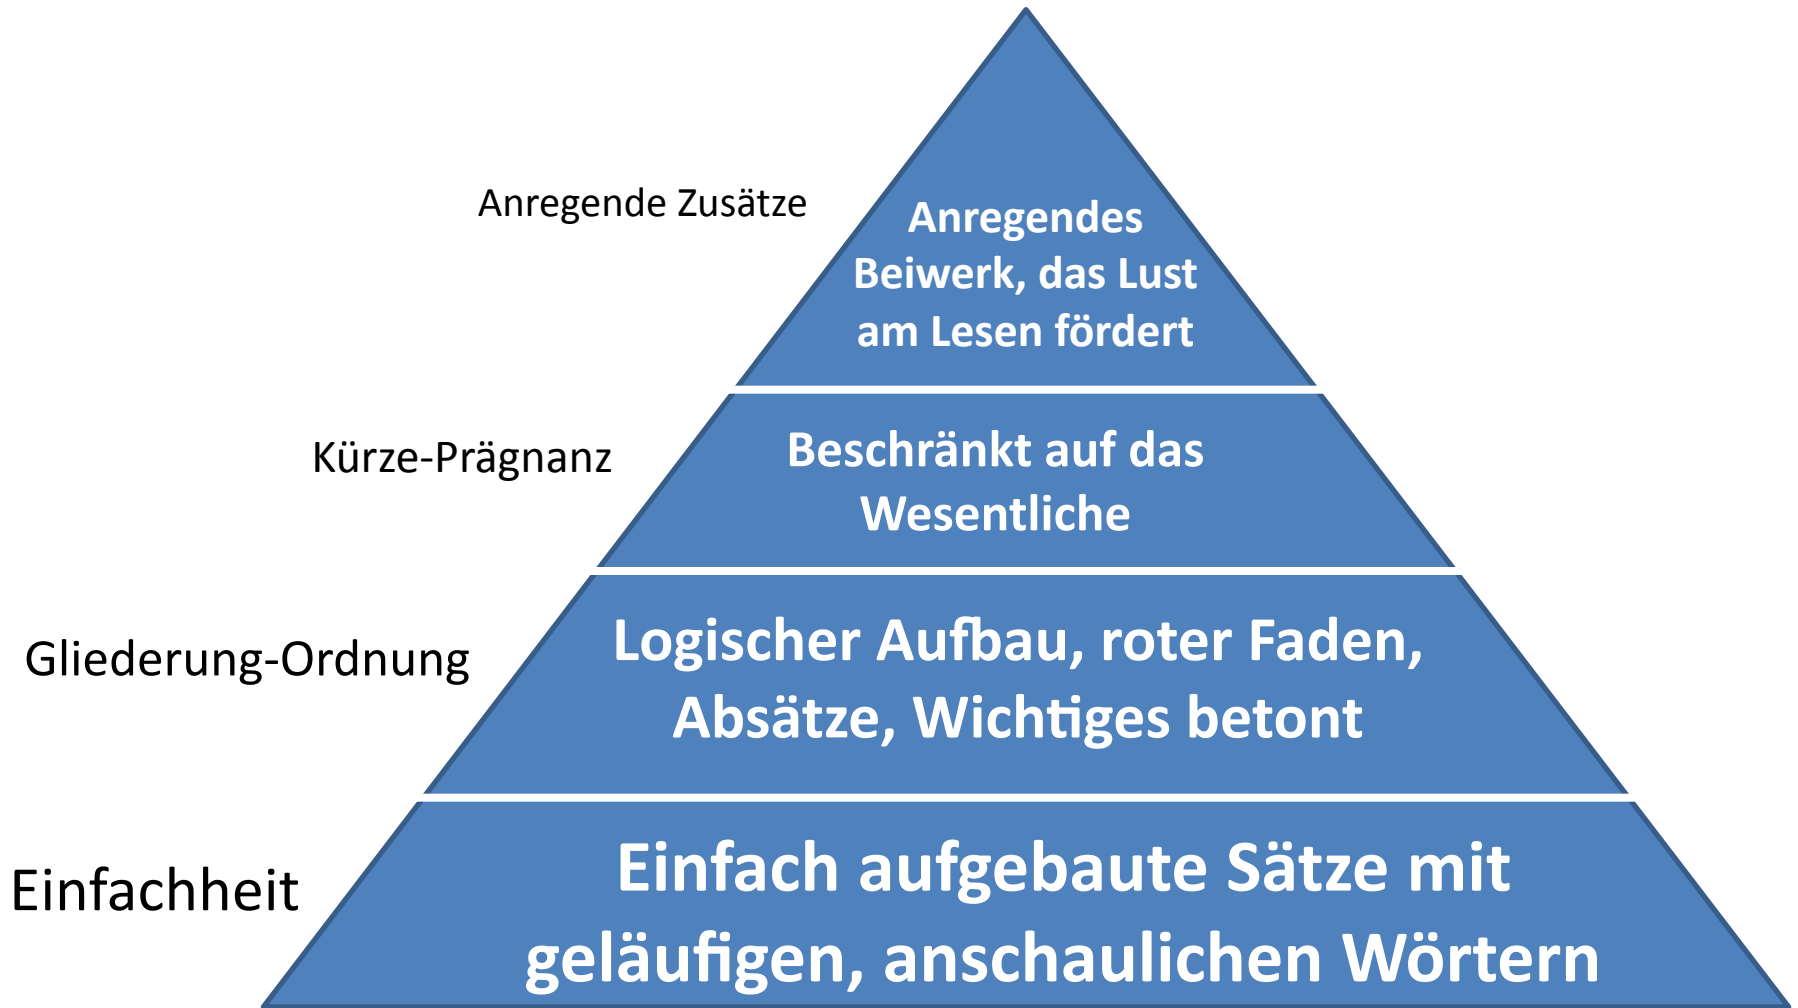 Anregende Zusätze
Anregendes
Beiwerk, das Lust
am Lesen fördert
Kürze-Prägnanz
Beschränkt auf das
Wesentliche
Gliederung-Ordnung
Logischer Aufbau, roter Faden,
Absätze, Wichtiges betont
Einfachheit
Einfach aufgebaute Sätze mit
geläufigen, anschaulichen Wörtern